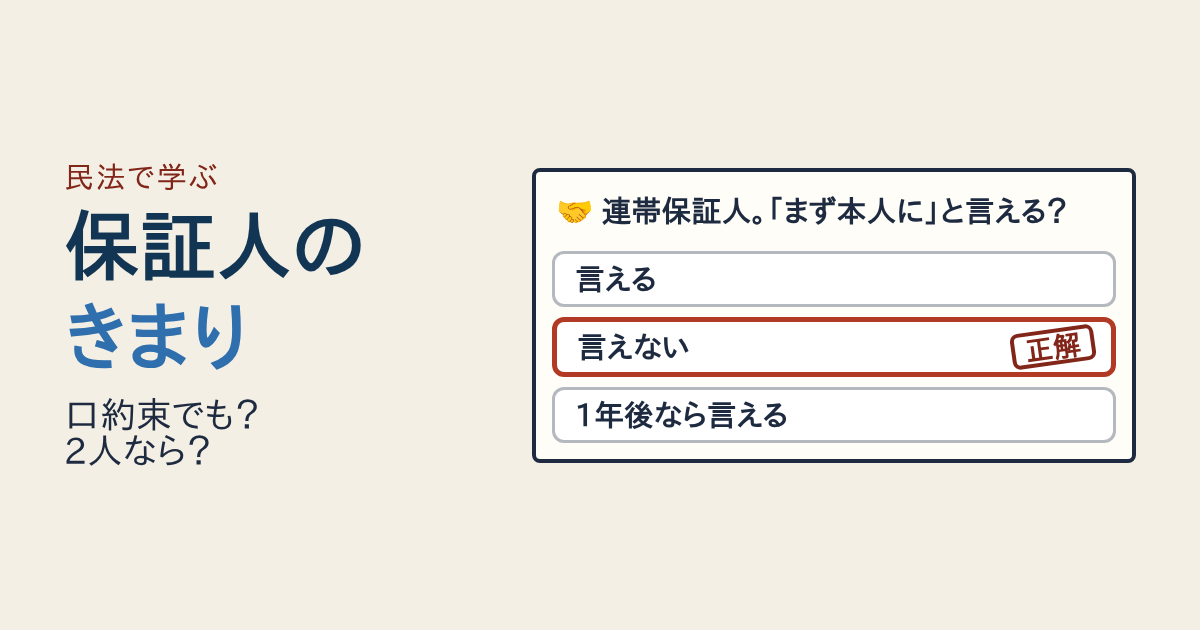 民法で学ぶ
保証人の
きまり
口約束でも？
2人なら？
🤝 連帯保証人。「まず本人に」と言える？
言える
言えない
正解
1年後なら言える